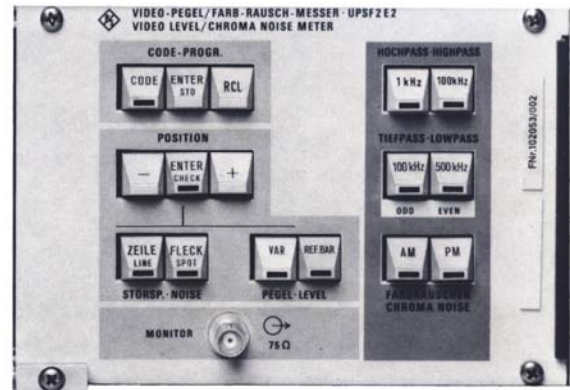 VIDEO-PEGEL/FARB-RAUSCH-MESSER · UPSF2E2
VIDEO LEVEL/CHROMA NOISE METER
CODE-PROGR.
CODE
ENTER
STO
RCL
POSITION
−
ENTER
CHECK
+
ZEILE
LINE
FLECK
SPOT
VAR
REF.BAR
STÖRSP.·NOISE
PEGEL·LEVEL
MONITOR
75 Ω
HOCHPASS·HIGHPASS
1 kHz
100 kHz
TIEFPASS·LOWPASS
100 kHz
500 kHz
ODD
EVEN
AM
PM
FARBRAUSCHEN
CHROMA NOISE
FNr. 102053/002